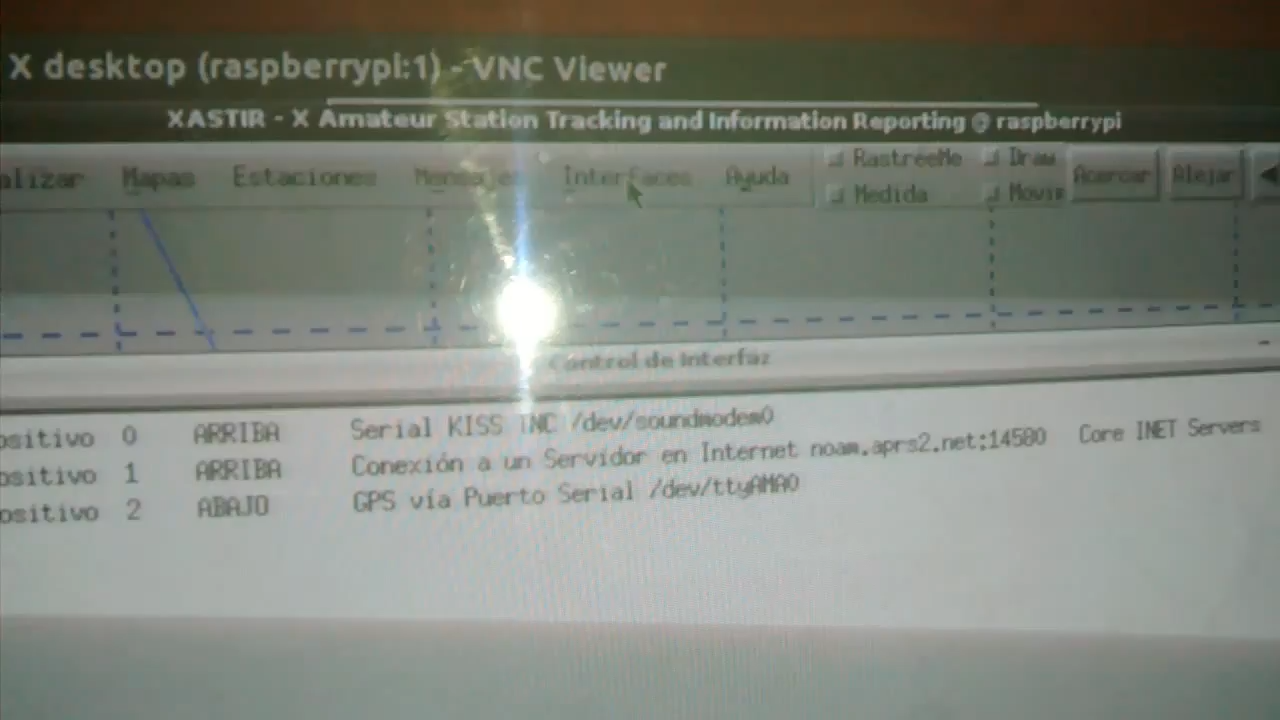 X desktop (raspberrypi:1) - VNC Viewer
XASTIR - X Amateur Station Tracking and Information Reporting @ raspberrypi
alizar Mapas Estaciones Mensajes Interfaces Ayuda RastreeMe Draw Acercar Alejar
Medida Movim
Control de Interfaz
ositivo 0 ARRIBA Serial KISS TNC /dev/soundmodem0
ositivo 1 ARRIBA Conexión a un Servidor en Internet noam.aprs2.net:14580 Core INET Servers
ositivo 2 ABAJO GPS vía Puerto Serial /dev/ttyAMA0